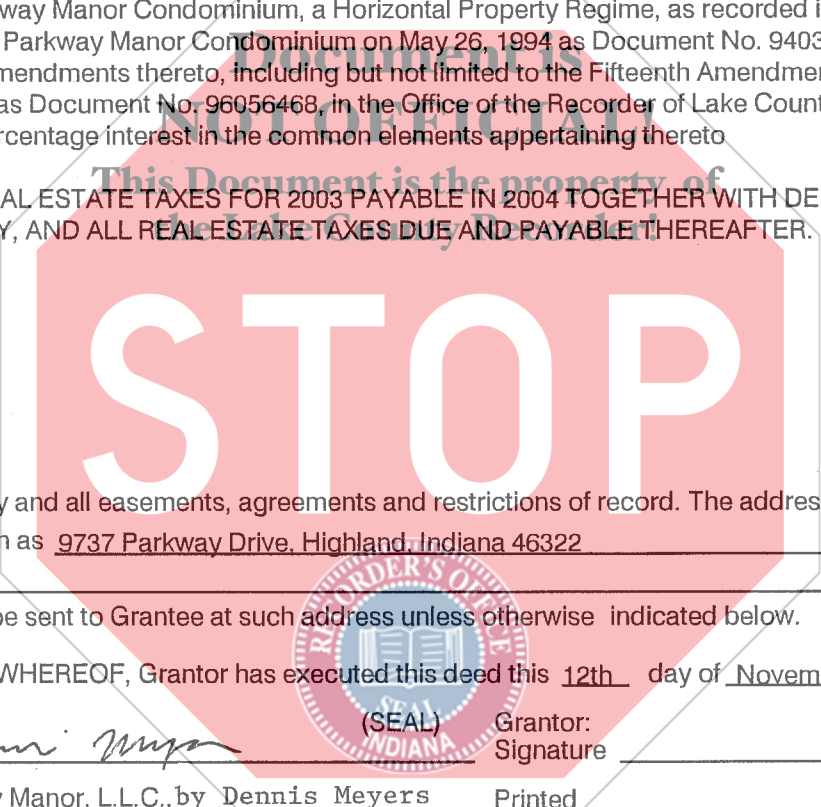 way Manor Condominium, a Horizontal Property Regime, as recorded i
Parkway Manor Condominium on May 26, 1994 as Document No. 9403
Document is
mendments thereto, including but not limited to the Fifteenth Amendmen
as Document No. 96056468, in the Office of the Recorder of Lake Count
NOT OFFICIAL!
rcentage interest in the common elements appertaining thereto
This Document is the property of
AL ESTATE TAXES FOR 2003 PAYABLE IN 2004 TOGETHER WITH DE
the Lake County Recorder!
Y, AND ALL REAL ESTATE TAXES DUE AND PAYABLE THEREAFTER.
STOP
y and all easements, agreements and restrictions of record. The addres
n as 9737 Parkway Drive, Highland, Indiana 46322
RECORDER'S OFFICE
be sent to Grantee at such address unless otherwise indicated below.
WHEREOF, Grantor has executed this deed this 12th day of Novem
SEAL
(SEAL) Grantor:
INDIANA
Signature
Manor, L.L.C., by Dennis Meyers Printed